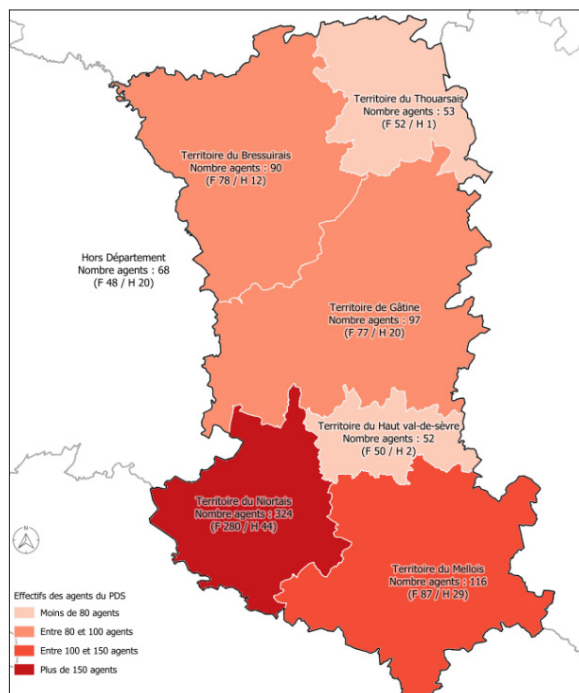 Territoire du Thouarsais
Nombre agents : 53
(F 52 / H 1)
Territoire du Bressuirais
Nombre agents : 90
(F 78 / H 12)
Hors Département
Nombre agents : 68
(F 48 / H 20)
Territoire de Gâtine
Nombre agents : 97
(F 77 / H 20)
Territoire du Haut val-de-sèvre
Nombre agents : 52
(F 50 / H 2)
Territoire du Niortais
Nombre agents : 324
(F 280 / H 44)
Territoire du Mellois
Nombre agents : 116
(F 87 / H 29)
N
Effectifs des agents du PDS
Moins de 80 agents
Entre 80 et 100 agents
Entre 100 et 150 agents
Plus de 150 agents